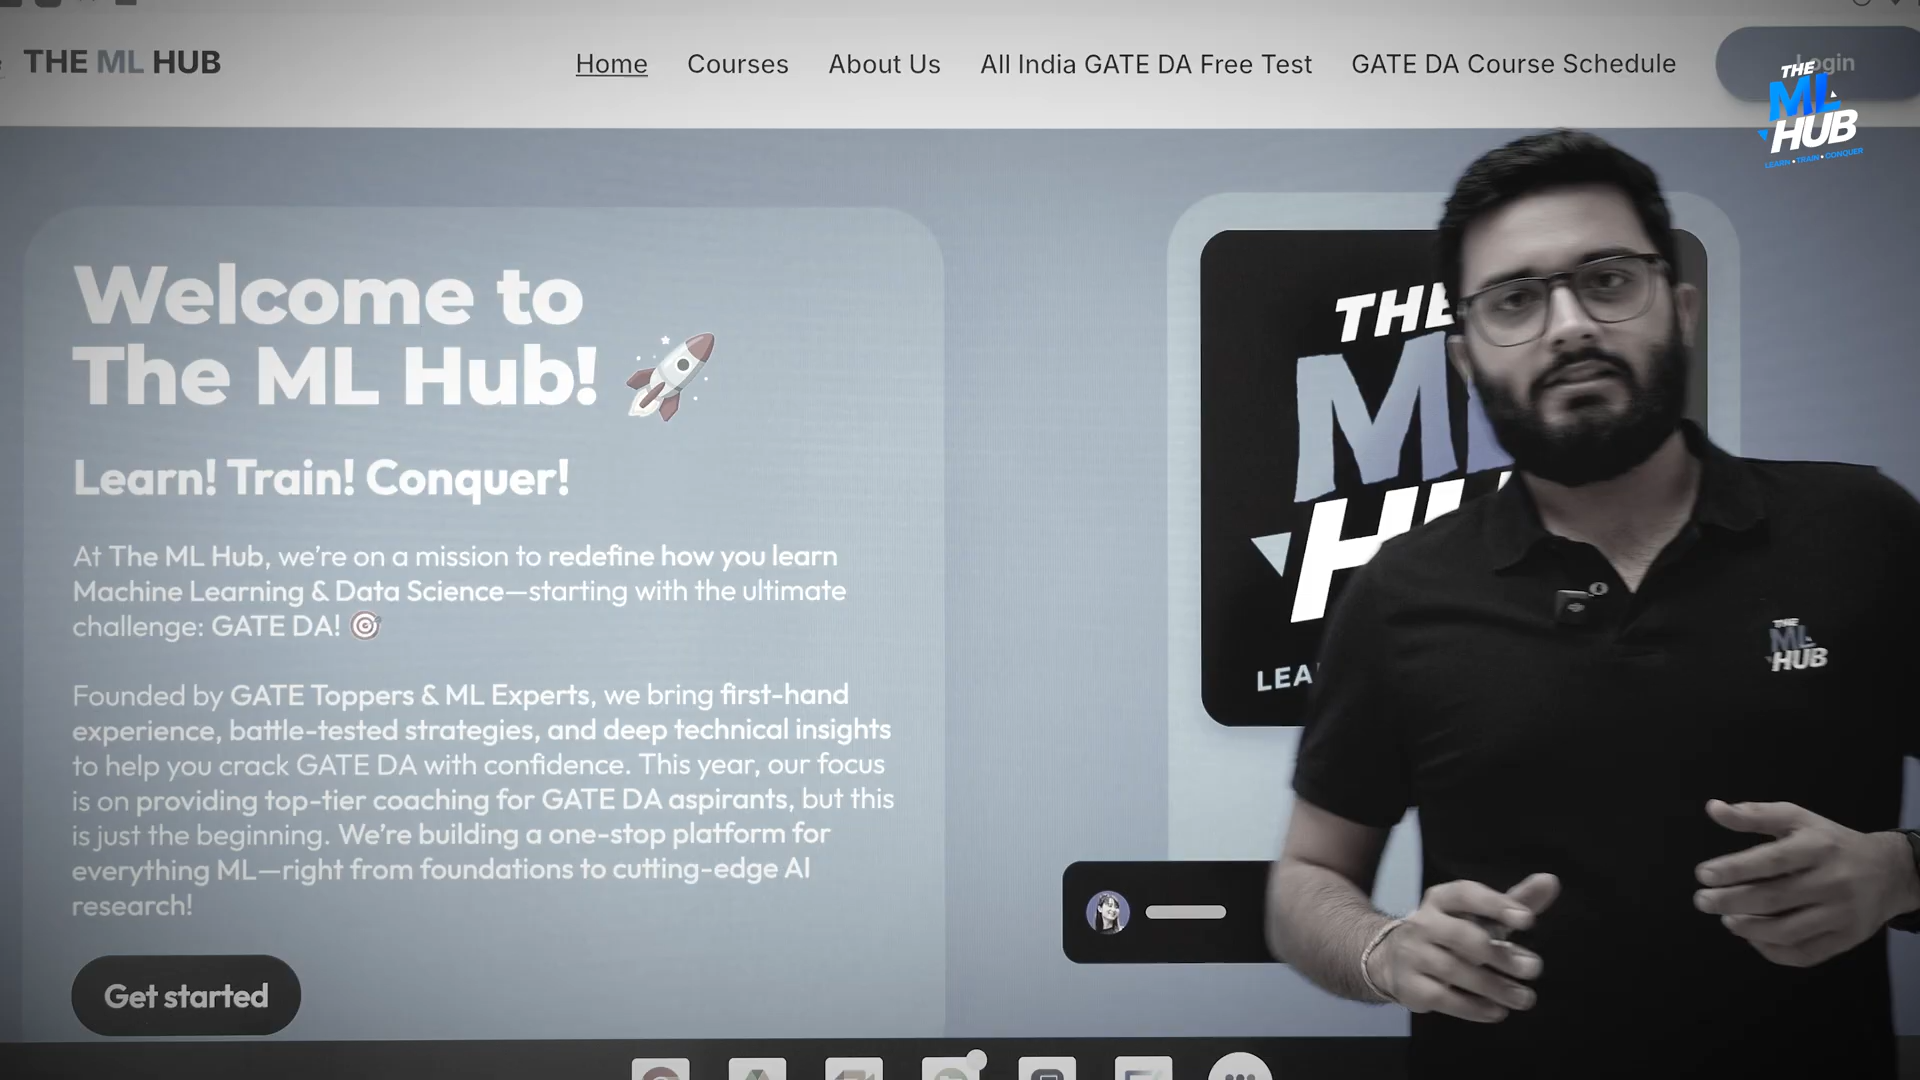 THE ML HUB
Home
Courses
About Us
All India GATE DA Free Test
GATE DA Course Schedule
Login
THE
ML
HUB
LEARN • TRAIN • CONQUER
Welcome to
The ML Hub!
Learn! Train! Conquer!
At The ML Hub, we're on a mission to redefine how you learn
Machine Learning & Data Science—starting with the ultimate
challenge: GATE DA!
Founded by GATE Toppers & ML Experts, we bring first-hand
experience, battle-tested strategies, and deep technical insights
to help you crack GATE DA with confidence. This year, our focus
is on providing top-tier coaching for GATE DA aspirants, but this
is just the beginning. We're building a one-stop platform for
everything ML—right from foundations to cutting-edge AI
research!
Get started
THE
M
HU
LEA
THE
ML
HUB